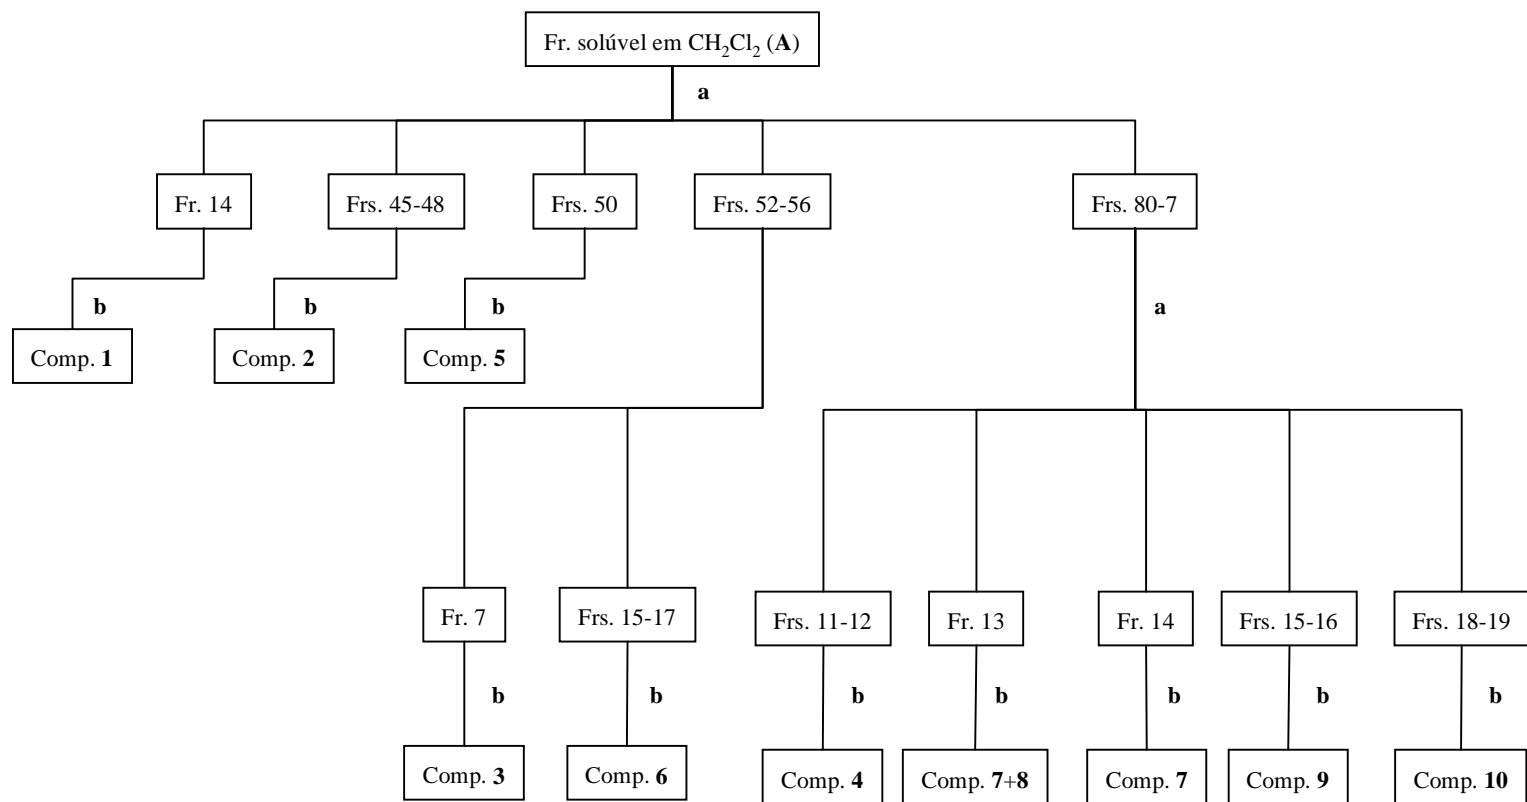 Fr. solúvel em CH₂Cl₂ (A)
a
Fr. 14
Frs. 45-48
Frs. 50
Frs. 52-56
Frs. 80-7
b
b
b
a
Comp. 1
Comp. 2
Comp. 5
Fr. 7
Frs. 15-17
Frs. 11-12
Fr. 13
Fr. 14
Frs. 15-16
Frs. 18-19
b
b
b
b
b
b
b
Comp. 3
Comp. 6
Comp. 4
Comp. 7+8
Comp. 7
Comp. 9
Comp. 10